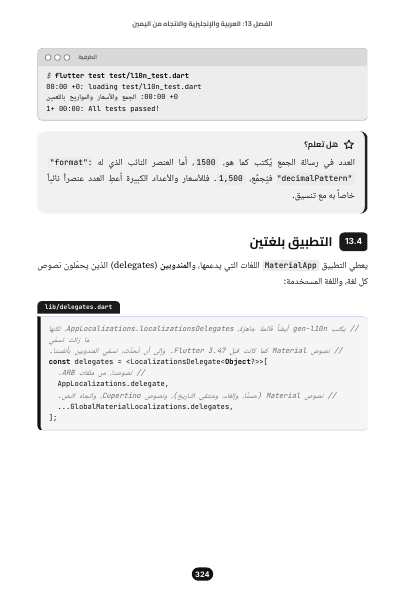 الفصل 13: العربية والإنجليزية والاتجاه من اليمين
الطرفية
$ flutter test test/l10n_test.dart
00:00 +0: loading test/l10n_test.dart
00:00 +0: الجمع والأسعار والتواريخ باللغتين
00:00 +1: All tests passed!
هل تعلم؟
العدد في رسالة الجمع يُكتب كما هو، 1500، أما العنصر النائب الذي له "format":
"decimalPattern" فيُجمَّع، 1,500. فللأسعار والأعداد الكبيرة أعطِ العدد عنصراً نائباً
خاصاً به مع تنسيق.
13.4 التطبيق بلغتين
يعطي التطبيق MaterialApp اللغات التي يدعمها، والمندوبين (delegates) الذين يحمّلون نصوص
كل لغة، واللغة المستخدمة:
lib/delegates.dart
// يكتب gen-l10n أيضاً قائمة جاهزة، AppLocalizations.localizationsDelegates، لكنها
ما زالت تسمّي
// نصوص Material كما كانت قبل Flutter 3.47. وإلى أن تُحدَّث، نسمّي المندوبين بأنفسنا.
const delegates = <LocalizationsDelegate<Object?>>[
// نصوصنا، من ملفات ARB.
AppLocalizations.delegate,
// نصوص Material (حسنًا، وإلغاء، ومنتقي التاريخ)، ونصوص Cupertino، واتجاه النص.
...GlobalMaterialLocalizations.delegates,
];
324